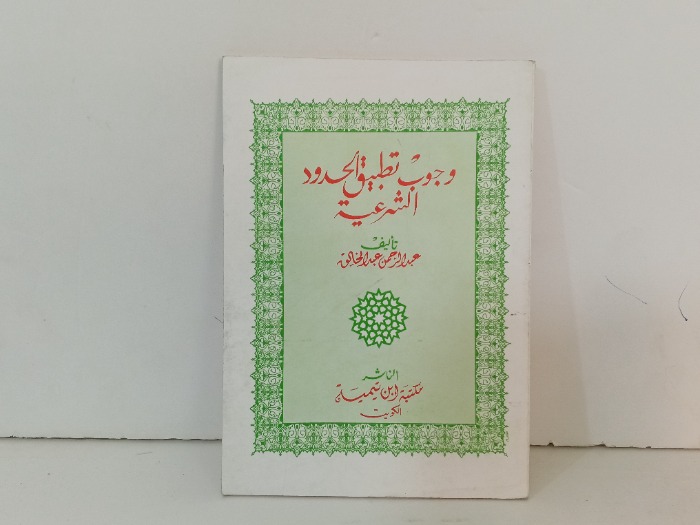 وجوب تطبيق الحدود
الشرعية
تأليف
عبد الرحمن عبد الخالق
الناشر
مكتبة ابن تيمية
الكويت